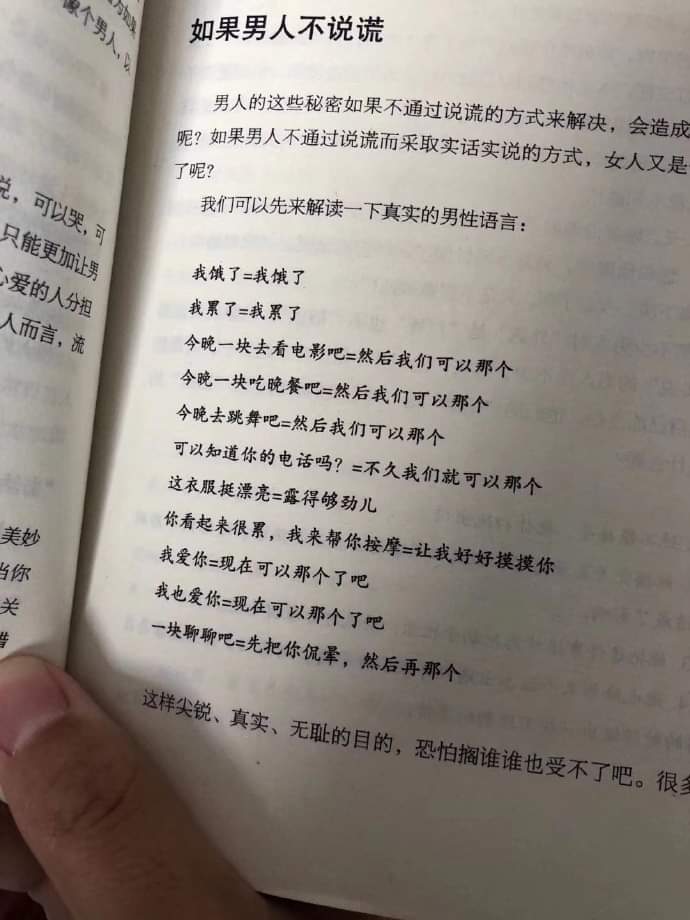 方如果
像个男人，以
说，可以哭，可
只能更加让男
心爱的人分担
人而言，流
美妙
当你
关
如果男人不说谎
男人的这些秘密如果不通过说谎的方式来解决，会造成
呢？如果男人不通过说谎而采取实话实说的方式，女人又是
了呢？
我们可以先来解读一下真实的男性语言：
我饿了=我饿了
我累了=我累了
今晚一块去看电影吧=然后我们可以那个
今晚一块吃晚餐吧=然后我们可以那个
今晚去跳舞吧=然后我们可以那个
可以知道你的电话吗？=不久我们就可以那个
这衣服挺漂亮=露得够劲儿
你看起来很累，我来帮你按摩=让我好好摸摸你
我爱你=现在可以那个了吧
我也爱你=现在可以那个了吧
一块聊聊吧=先把你侃晕，然后再那个
这样尖锐、真实、无耻的目的，恐怕搁谁谁也受不了吧。很多